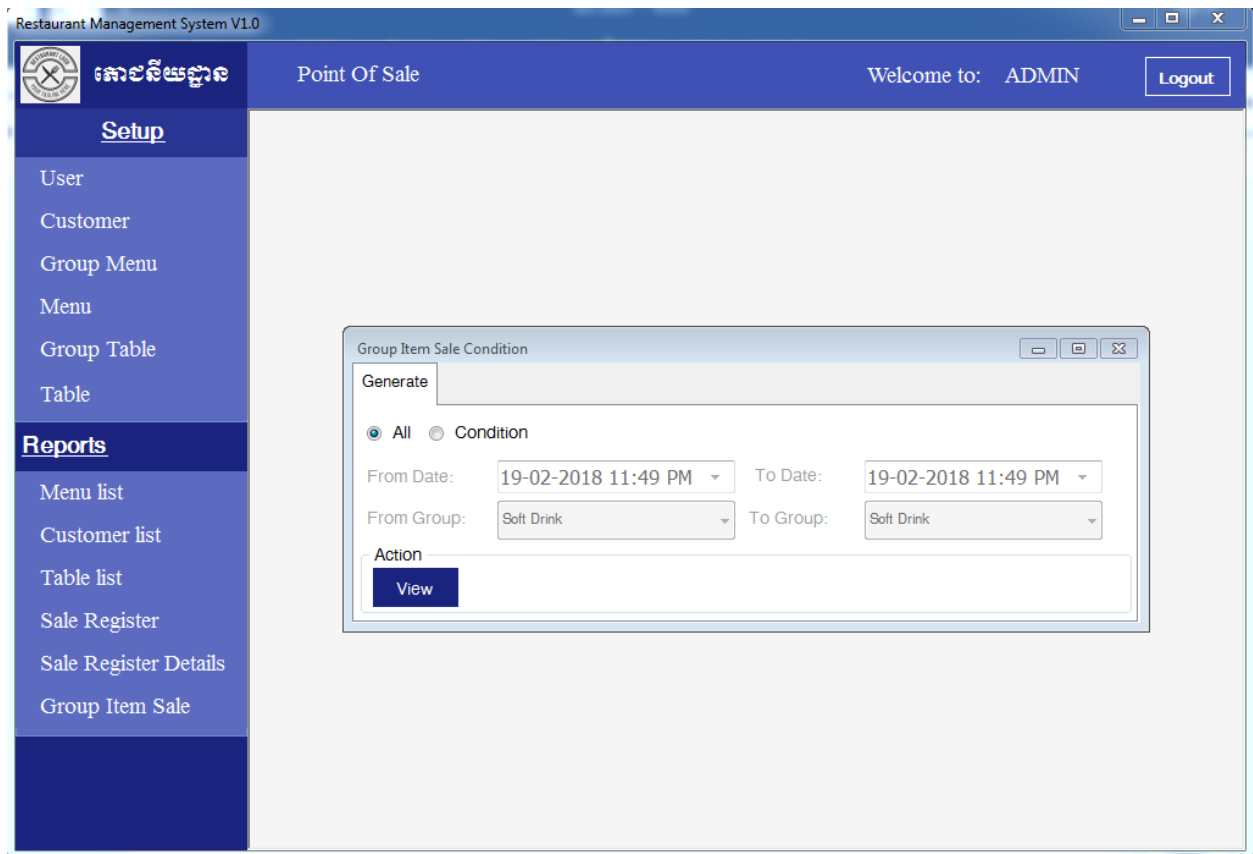 Restaurant Management System V1.0
ភោជនីយដ្ឋាន
Point Of Sale
Welcome to: ADMIN
Logout
Setup
User
Customer
Group Menu
Menu
Group Table
Table
Reports
Menu list
Customer list
Table list
Sale Register
Sale Register Details
Group Item Sale
Group Item Sale Condition
Generate
All Condition
From Date: 19-02-2018 11:49 PM To Date: 19-02-2018 11:49 PM
From Group: Soft Drink To Group: Soft Drink
Action
View